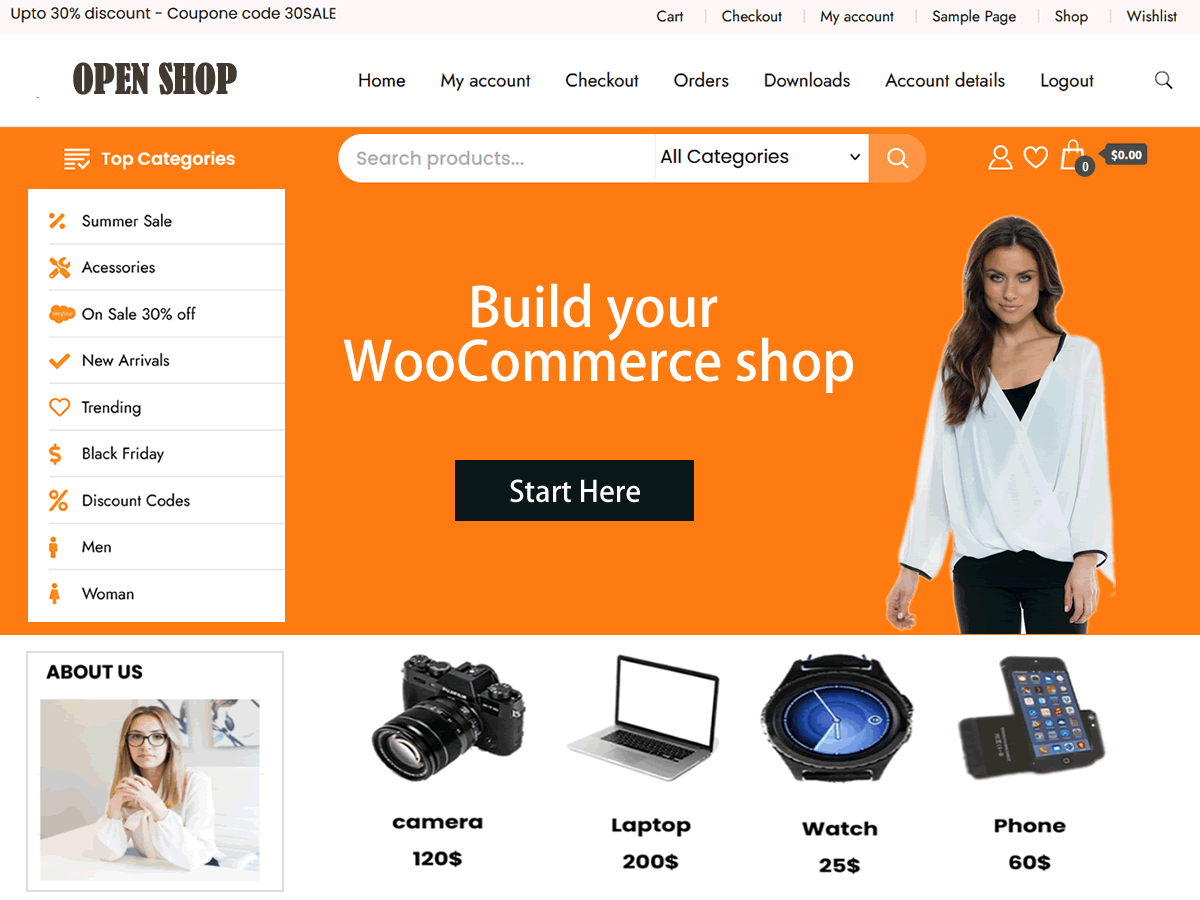 Upto 30% discount - Coupone code 30SALE
Cart
Checkout
My account
Sample Page
Shop
Wishlist
OPEN SHOP
Home
My account
Checkout
Orders
Downloads
Account details
Logout
Top Categories
Search products...
All Categories
0
$0.00
Summer Sale
Acessories
On Sale 30% off
New Arrivals
Trending
Black Friday
Discount Codes
Men
Woman
Build your
WooCommerce shop
Start Here
ABOUT US
FUJIFILM
camera
120$
Laptop
200$
Watch
25$
Phone
60$